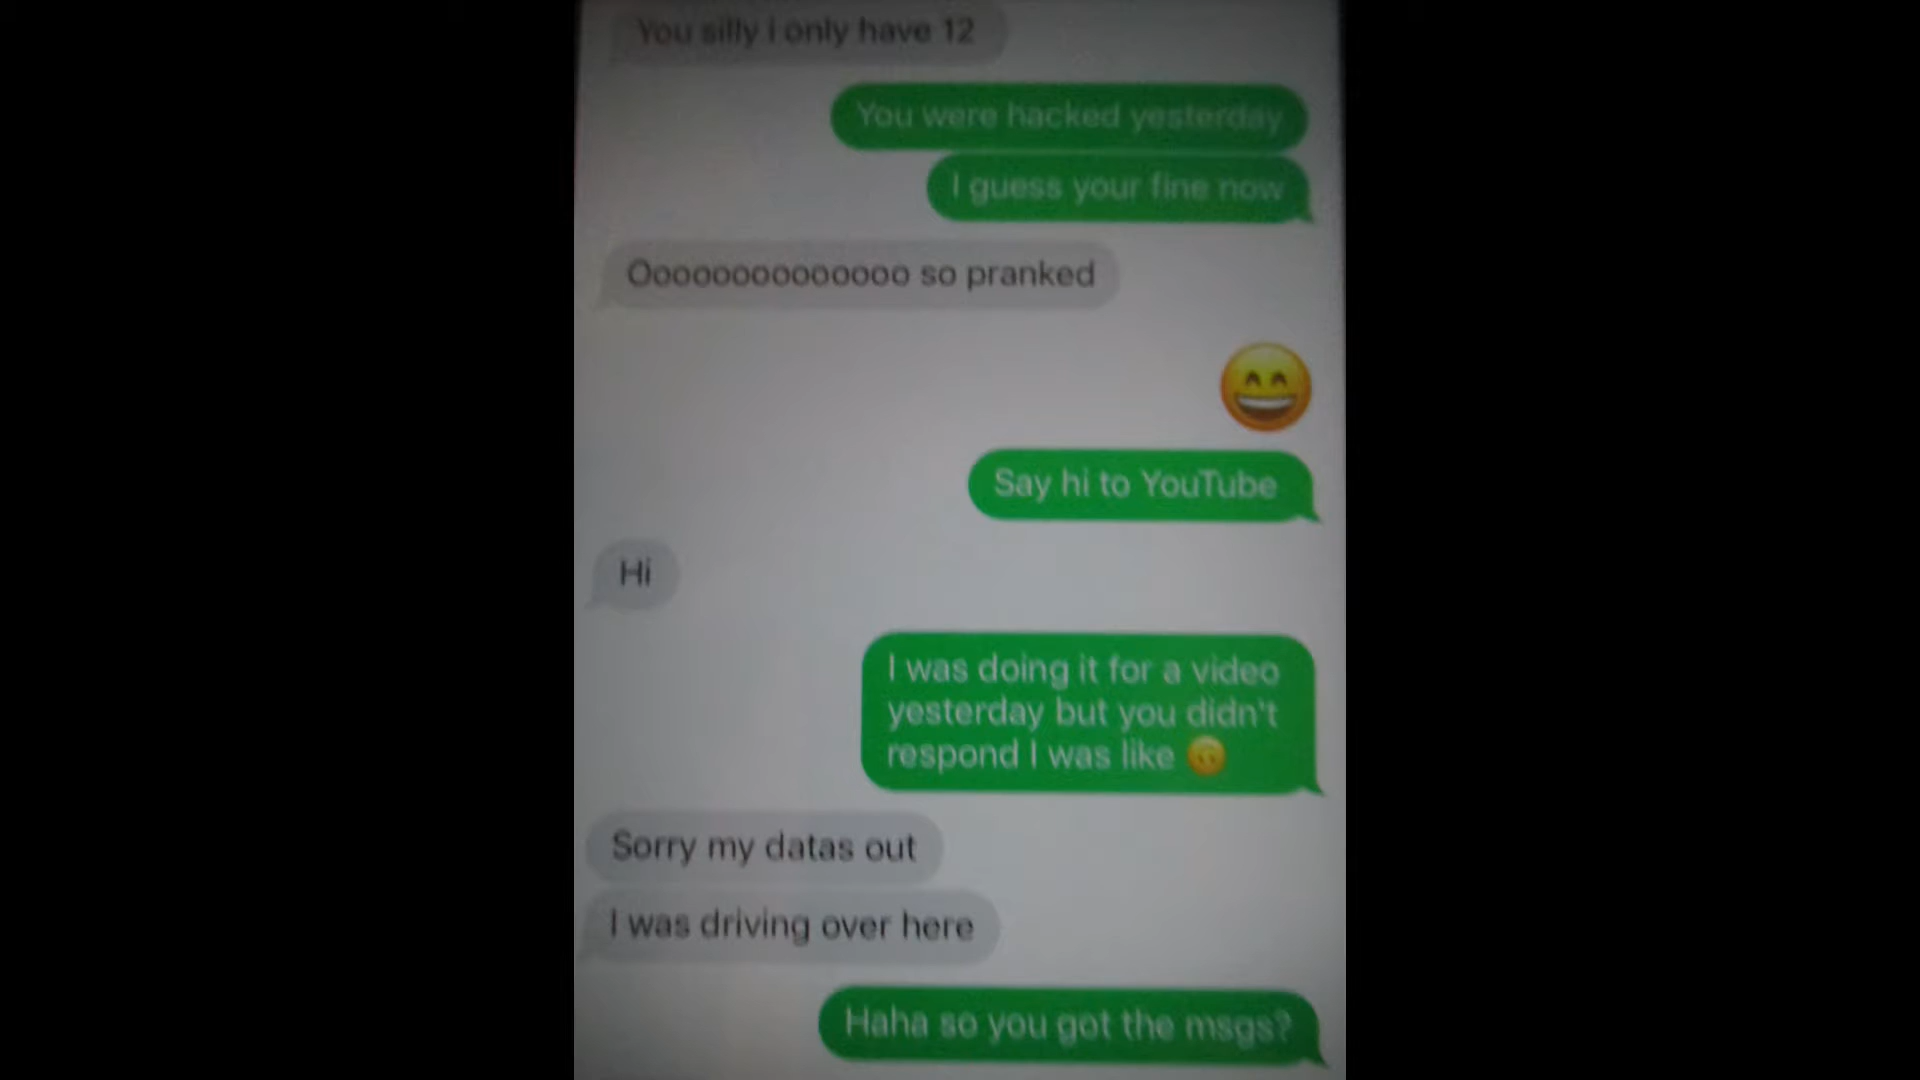 You silly i only have 12
You were hacked yesterday
I guess your fine now
Oooooooooooooo so pranked
Say hi to YouTube
Hi
I was doing it for a video
yesterday but you didn't
respond I was like 🙃
Sorry my datas out
I was driving over here
Haha so you got the msgs?